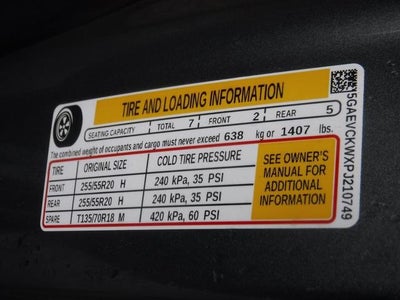 TIRE AND LOADING INFORMATION
SEATING CAPACITY TOTAL 7 FRONT 2 REAR 5
The combined weight of occupants and cargo must never exceed 638 kg or 1407 lbs.
TIRE ORIGINAL SIZE COLD TIRE PRESSURE
FRONT 255/55R20 H 240 kPa, 35 PSI
REAR 255/55R20 H 240 kPa, 35 PSI
SPARE T135/70R18 M 420 kPa, 60 PSI
SEE OWNER'S
MANUAL FOR
ADDITIONAL
INFORMATION
5GAEVCKWXPJ210749